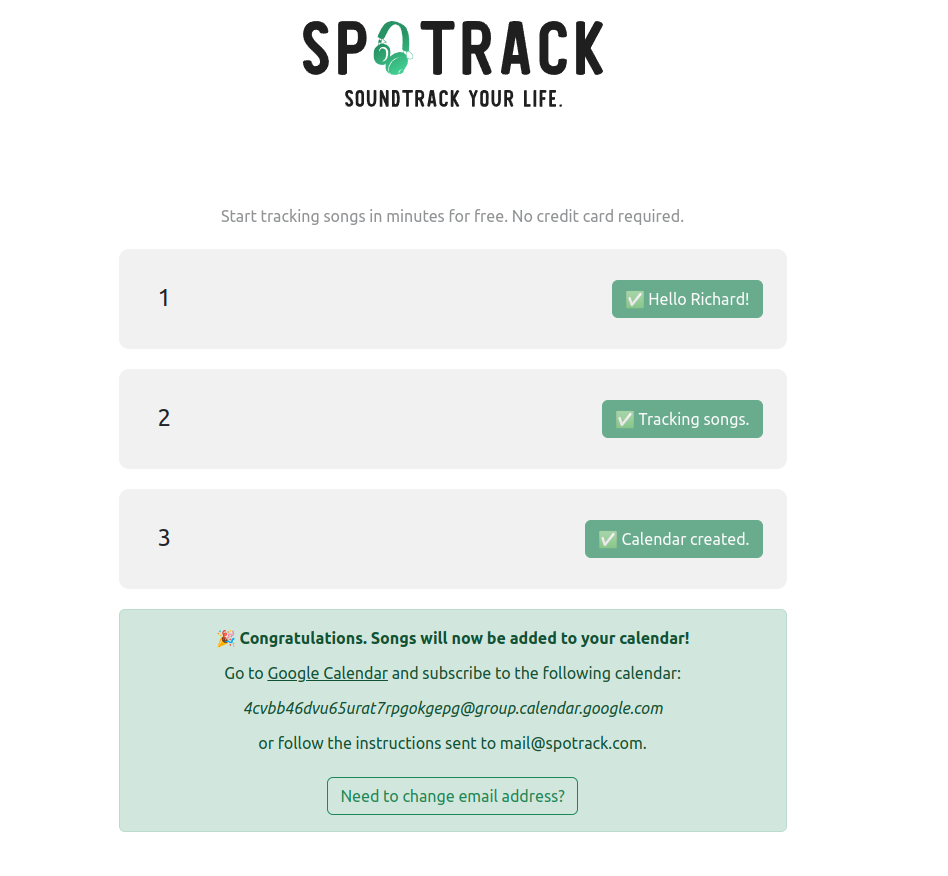 SPOTRACK
SOUNDTRACK YOUR LIFE.
Start tracking songs in minutes for free. No credit card required.
1
✅ Hello Richard!
2
✅ Tracking songs.
3
✅ Calendar created.
🎉 Congratulations. Songs will now be added to your calendar!
Go to Google Calendar and subscribe to the following calendar:
4cvbb46dvu65urat7rpgokgepg@group.calendar.google.com
or follow the instructions sent to mail@spotrack.com.
Need to change email address?